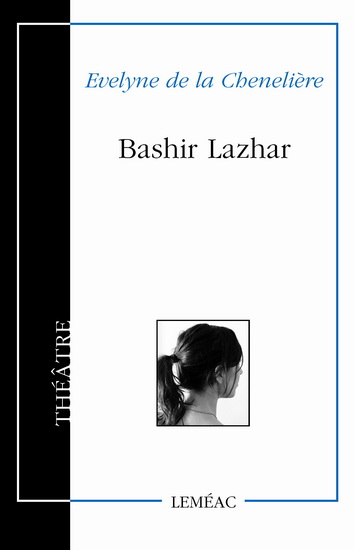 Evelyne de la Chenelière
Bashir Lazhar
THÉÂTRE
LEMÉAC